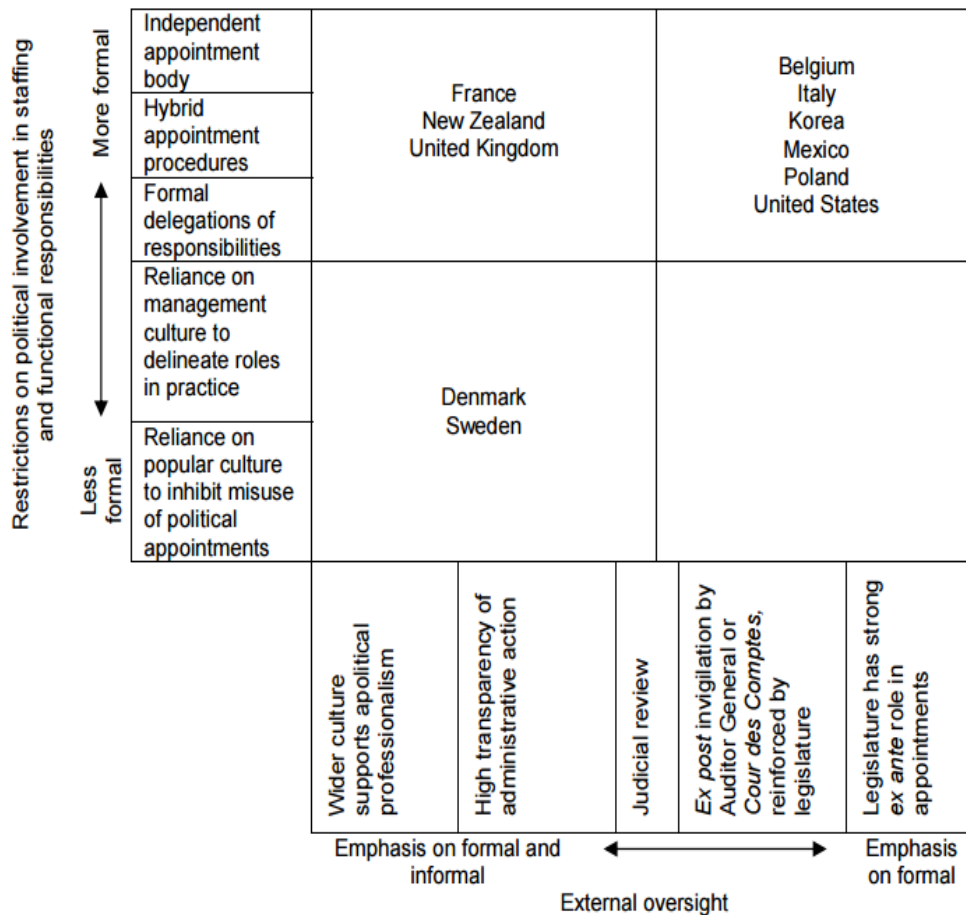 Restrictions on political involvement in staffing
and functional responsibilities
More formal
Less
formal
Independent
appointment
body
Hybrid
appointment
procedures
Formal
delegations of
responsibilities
Reliance on
management
culture to
delineate roles
in practice
Reliance on
popular culture
to inhibit misuse
of political
appointments
France
New Zealand
United Kingdom
Belgium
Italy
Korea
Mexico
Poland
United States
Denmark
Sweden
Wider culture
supports apolitical
professionalism
High transparency of
administrative action
Judicial review
Ex post invigilation by
Auditor General or
Cour des Comptes,
reinforced by
legislature
Legislature has strong
ex ante role in
appointments
Emphasis on formal and
informal
Emphasis
on formal
External oversight